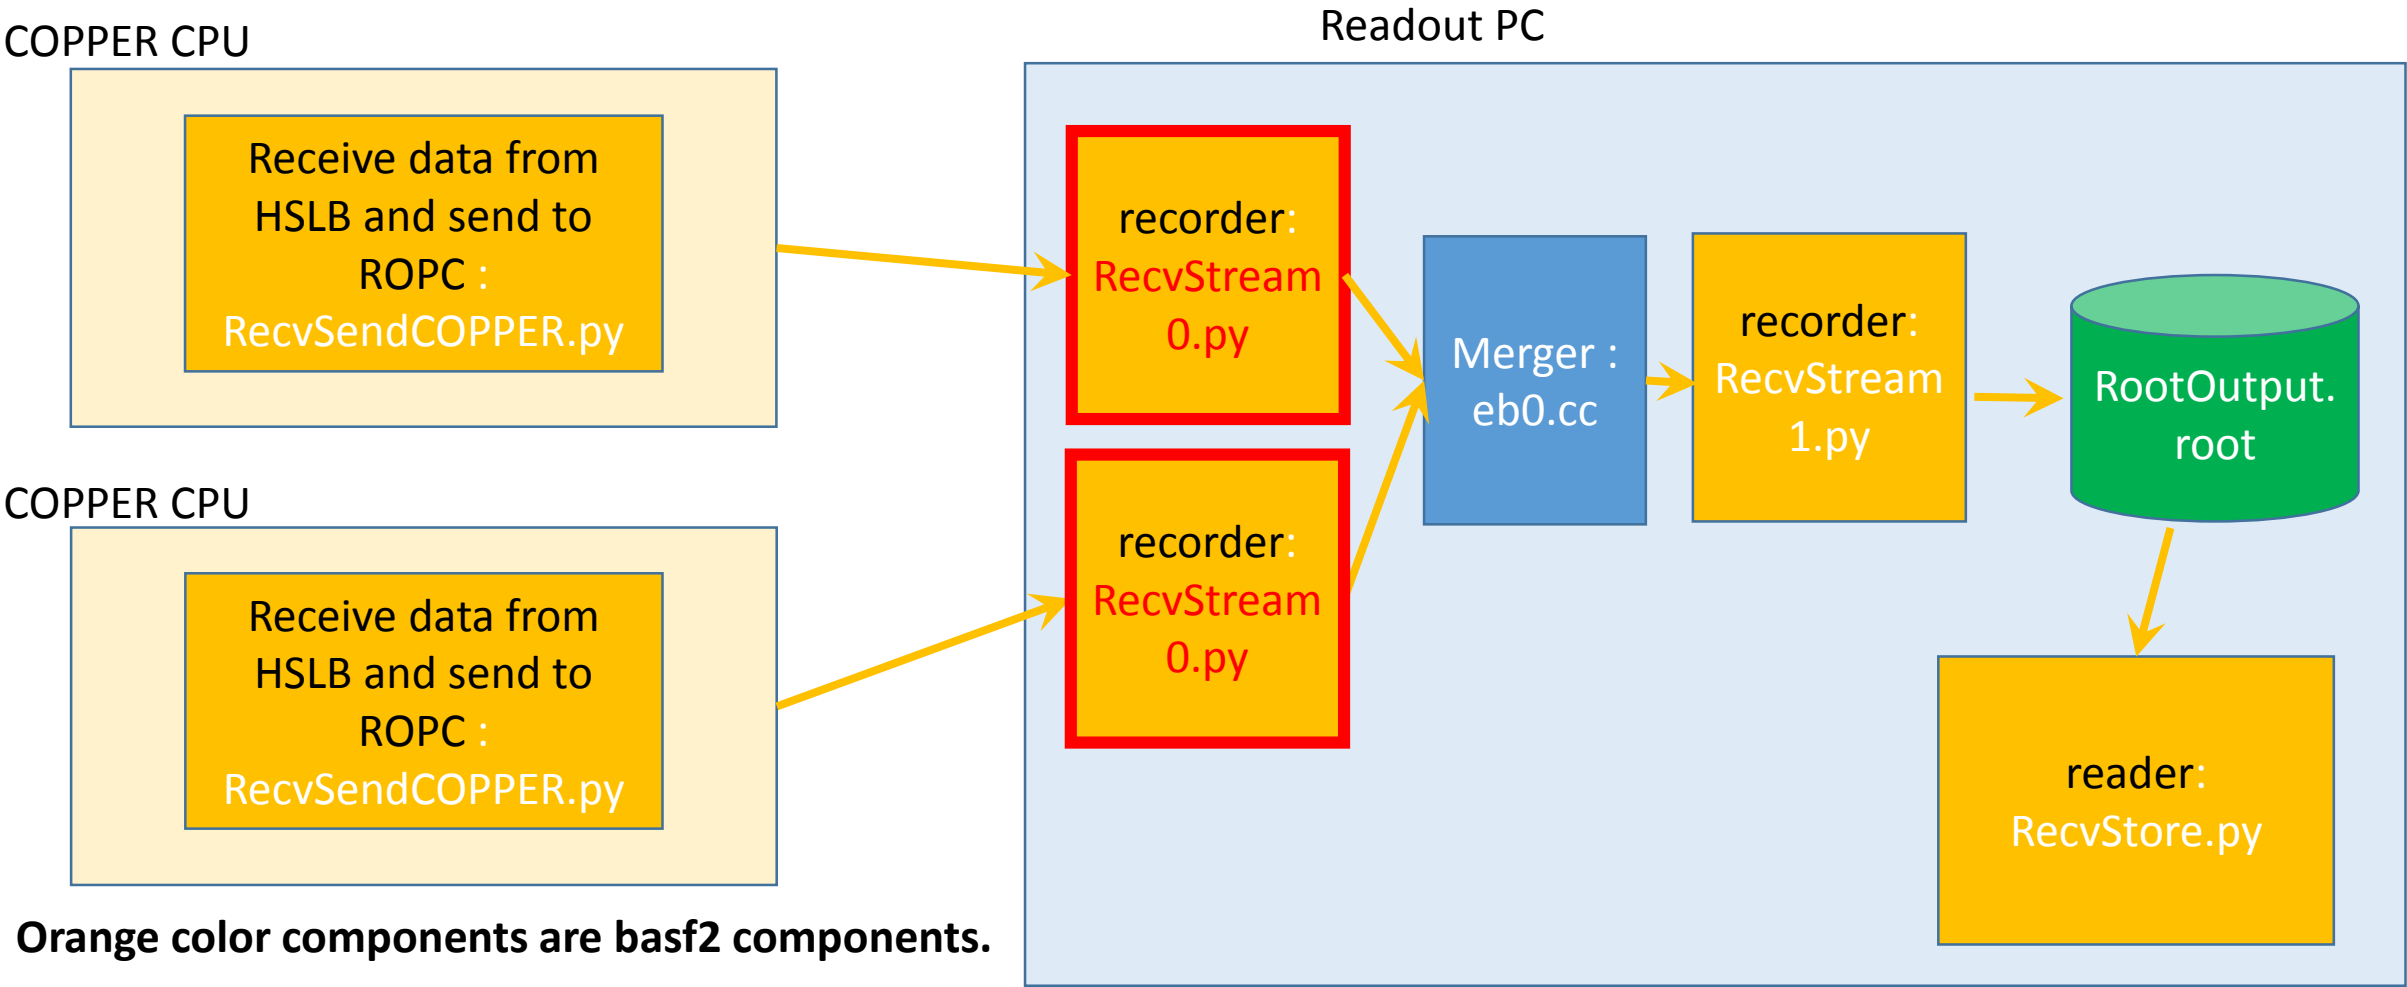 COPPER CPU
Receive data from
HSLB and send to
ROPC :
RecvSendCOPPER.py
COPPER CPU
Receive data from
HSLB and send to
ROPC :
RecvSendCOPPER.py
Orange color components are basf2 components.
Readout PC
recorder:
RecvStream
0.py
recorder:
RecvStream
0.py
Merger :
eb0.cc
recorder:
RecvStream
1.py
RootOutput.
root
reader:
RecvStore.py